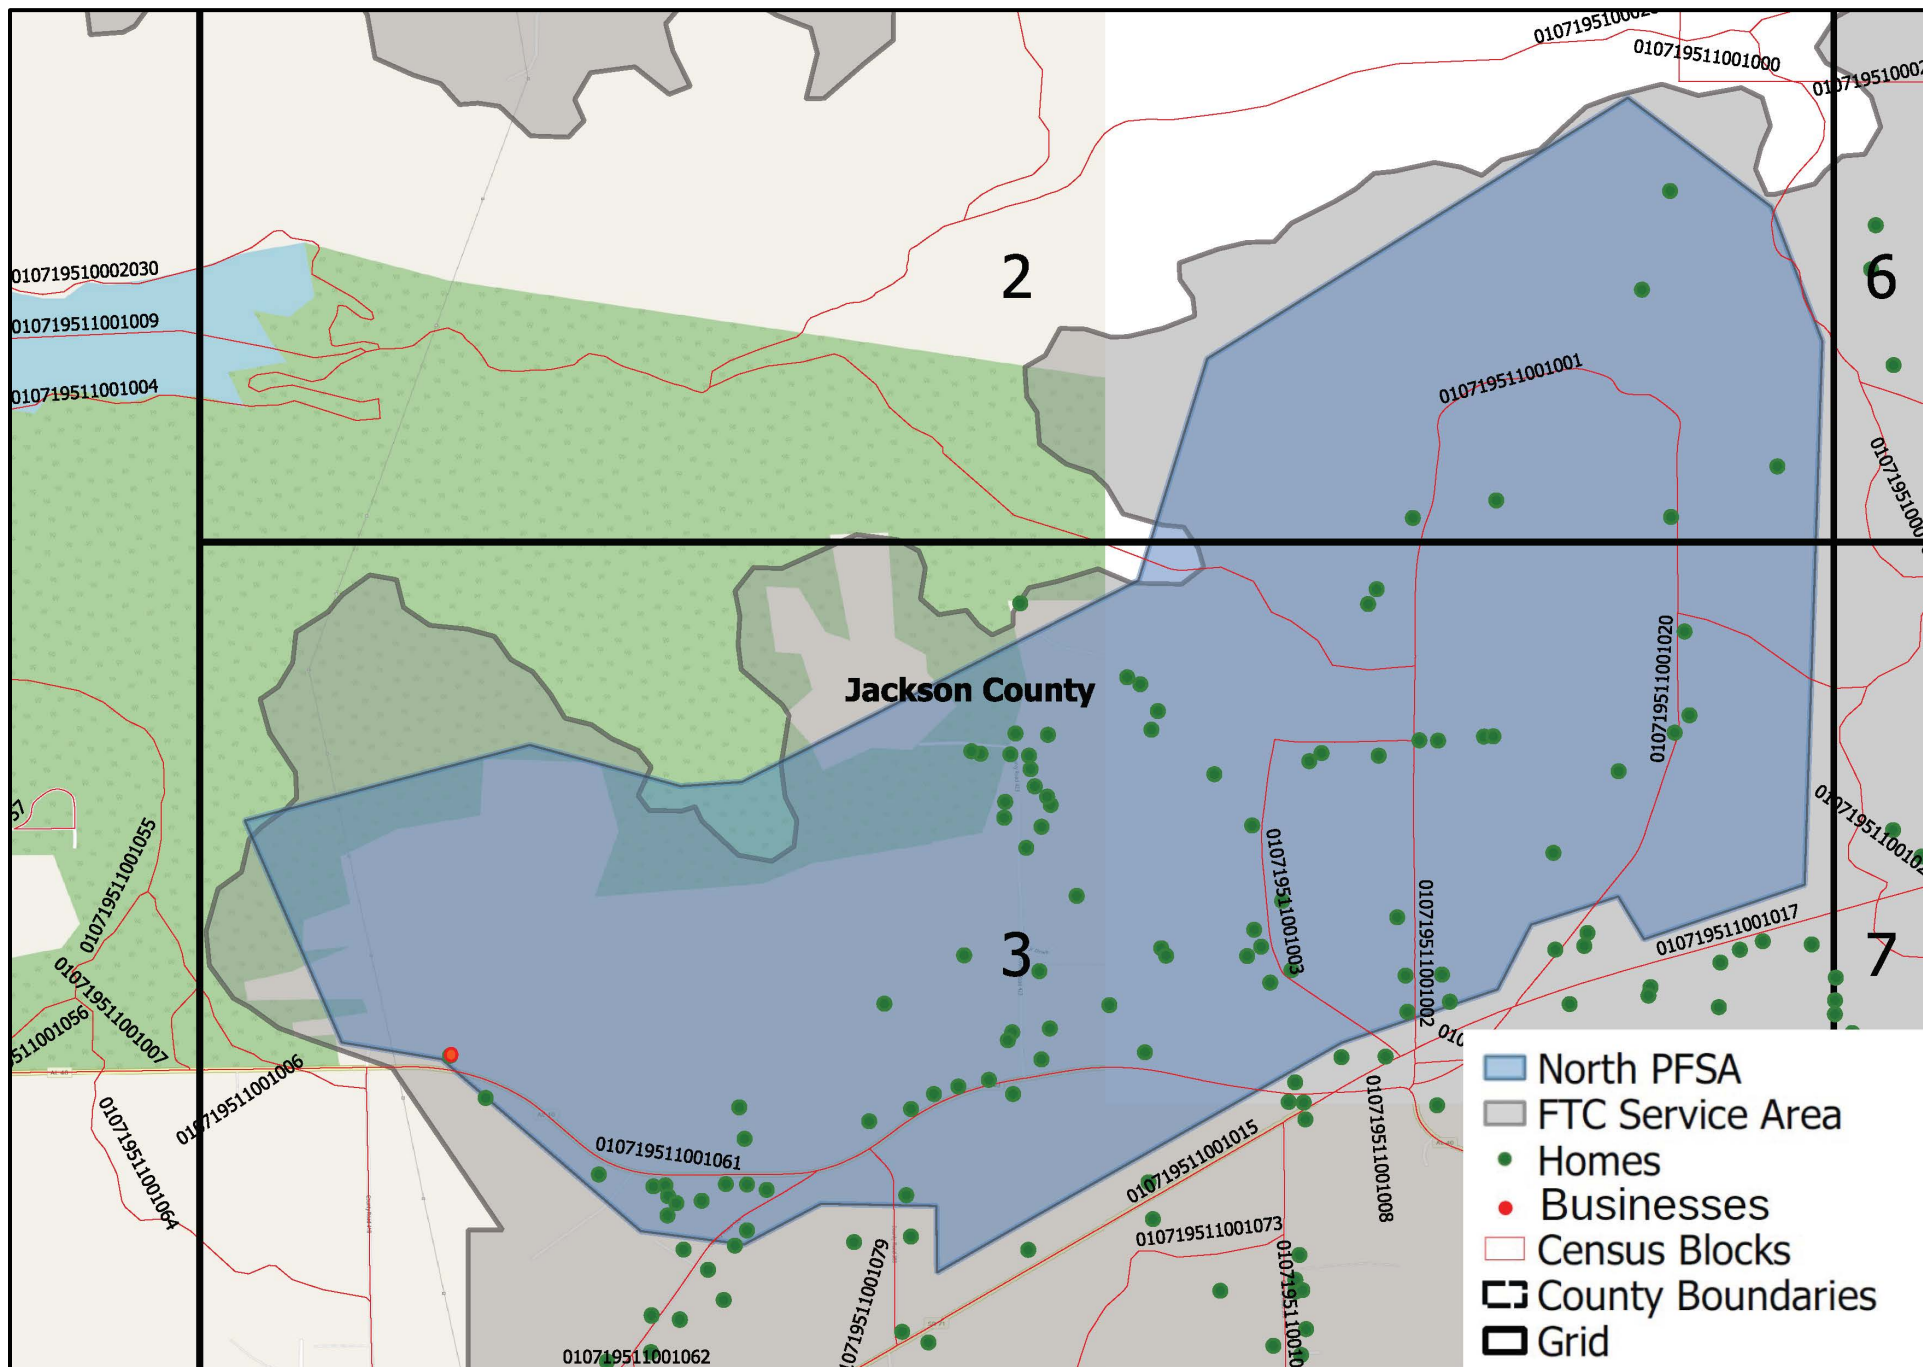 010719511001000
010719510002030
2
6
010719511001009
010719511001004
010719511001001
010719511001020
Jackson County
010719511001055
010719511001003
010719511001002
010719511001017
3
7
010719511001007
010719511001006
010719511001064
010719511001061
010719511001015
010719511001008
010719511001073
010719511001079
010719511001062
North PFSA
FTC Service Area
Homes
Businesses
Census Blocks
County Boundaries
Grid